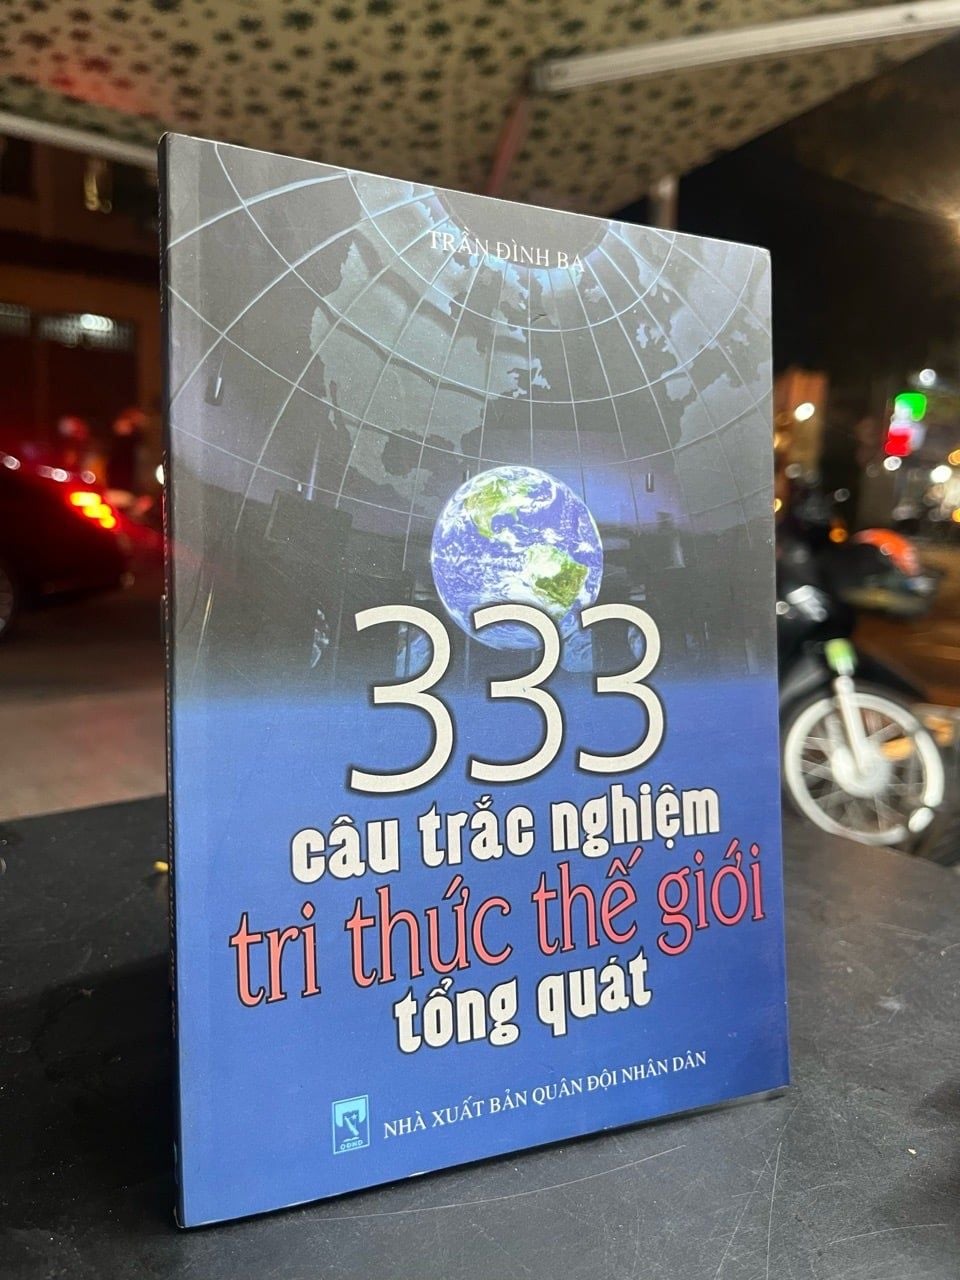 TRẦN ĐÌNH BA
333
câu trắc nghiệm
tri thức thế giới
tổng quát
QĐND
NHÀ XUẤT BẢN QUÂN ĐỘI NHÂN DÂN